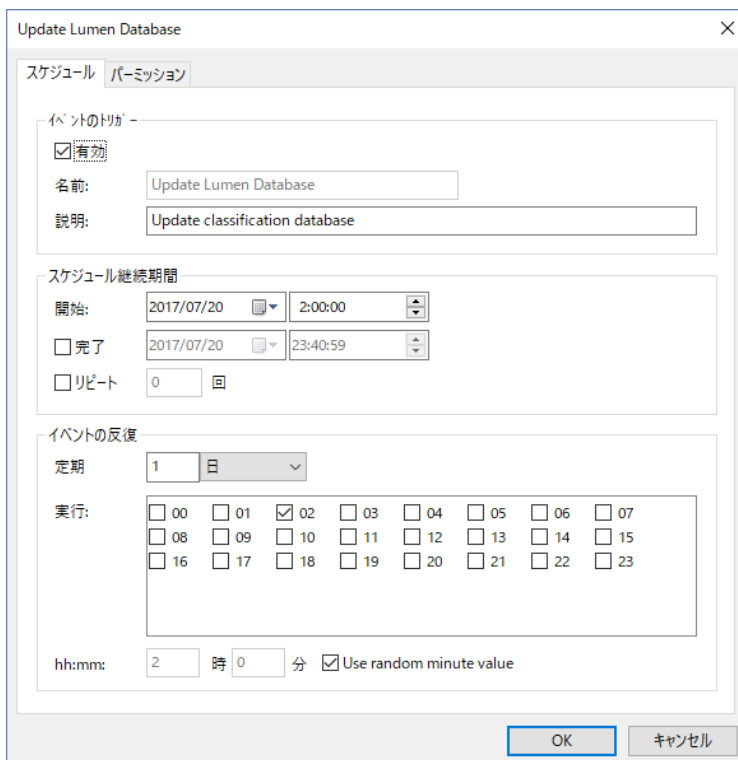 Update Lumen Database
スケジュール パーミッション
イベントのトリガー
有効
名前: Update Lumen Database
説明: Update classification database
スケジュール継続期間
開始: 2017/07/20 2:00:00
完了 2017/07/20 23:40:59
リピート 0 回
イベントの反復
定期 1 日
実行: 00 01 02 03 04 05 06 07
08 09 10 11 12 13 14 15
16 17 18 19 20 21 22 23
hh:mm: 2 時 0 分 Use random minute value
OK キャンセル